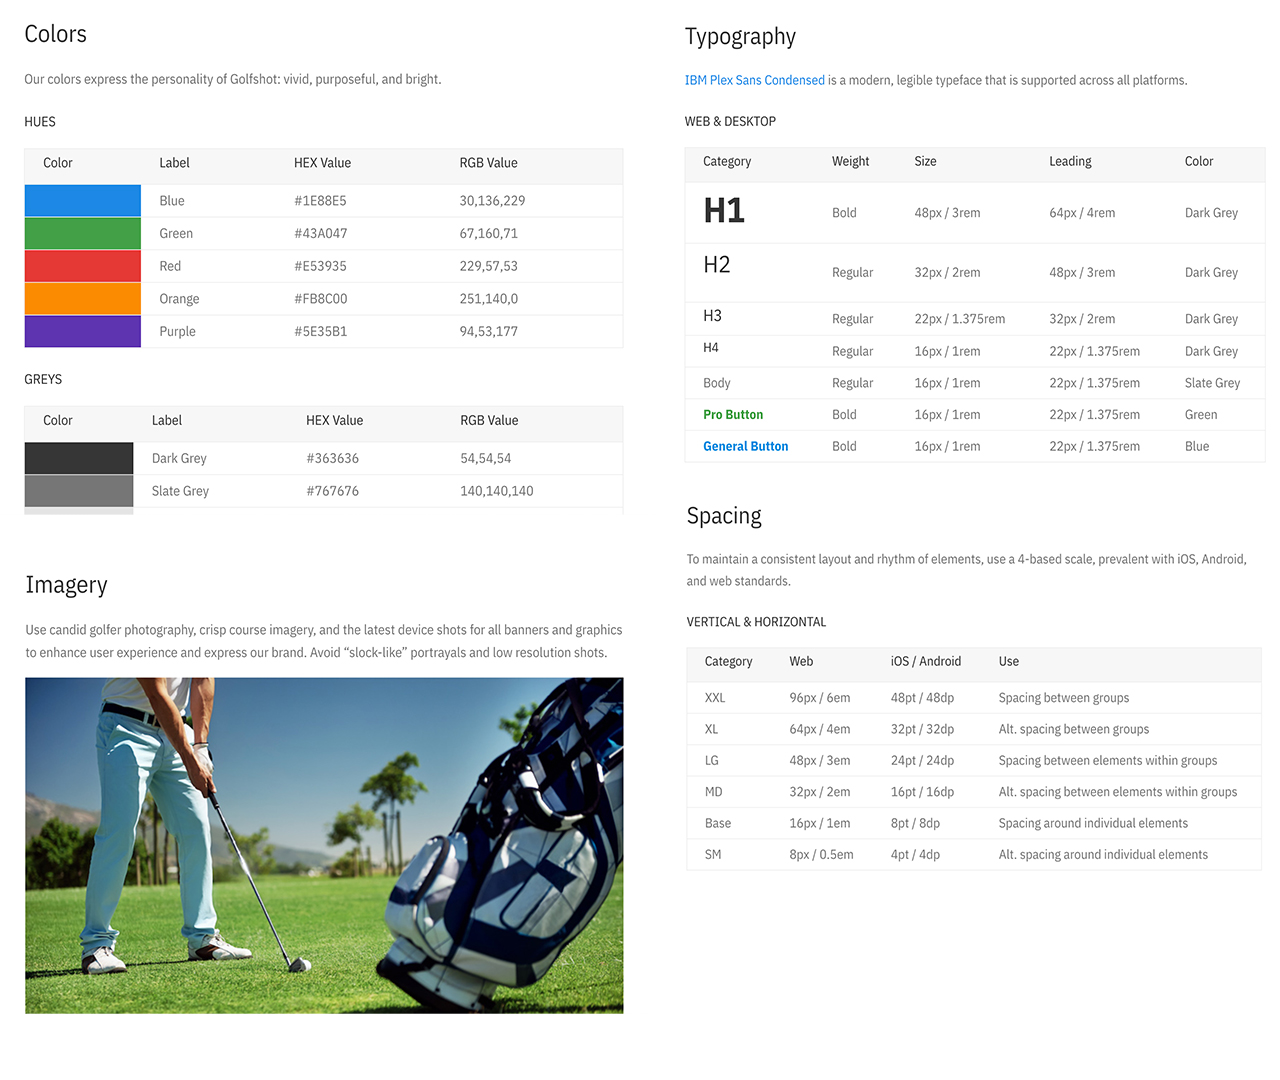 Colors
Our colors express the personality of Golfshot: vivid, purposeful, and bright.
HUES
Color Label HEX Value RGB Value
Blue #1E88E5 30,136,229
Green #43A047 67,160,71
Red #E53935 229,57,53
Orange #FB8C00 251,140,0
Purple #5E35B1 94,53,177
GREYS
Color Label HEX Value RGB Value
Dark Grey #363636 54,54,54
Slate Grey #767676 140,140,140
Imagery
Use candid golfer photography, crisp course imagery, and the latest device shots for all banners and graphics
to enhance user experience and express our brand. Avoid “slock-like” portrayals and low resolution shots.
Typography
IBM Plex Sans Condensed is a modern, legible typeface that is supported across all platforms.
WEB & DESKTOP
Category Weight Size Leading Color
H1 Bold 48px / 3rem 64px / 4rem Dark Grey
H2 Regular 32px / 2rem 48px / 3rem Dark Grey
H3 Regular 22px / 1.375rem 32px / 2rem Dark Grey
H4 Regular 16px / 1rem 22px / 1.375rem Dark Grey
Body Regular 16px / 1rem 22px / 1.375rem Slate Grey
Pro Button Bold 16px / 1rem 22px / 1.375rem Green
General Button Bold 16px / 1rem 22px / 1.375rem Blue
Spacing
To maintain a consistent layout and rhythm of elements, use a 4-based scale, prevalent with iOS, Android,
and web standards.
VERTICAL & HORIZONTAL
Category Web iOS / Android Use
XXL 96px / 6em 48pt / 48dp Spacing between groups
XL 64px / 4em 32pt / 32dp Alt. spacing between groups
LG 48px / 3em 24pt / 24dp Spacing between elements within groups
MD 32px / 2em 16pt / 16dp Alt. spacing between elements within groups
Base 16px / 1em 8pt / 8dp Spacing around individual elements
SM 8px / 0.5em 4pt / 4dp Alt. spacing around individual elements